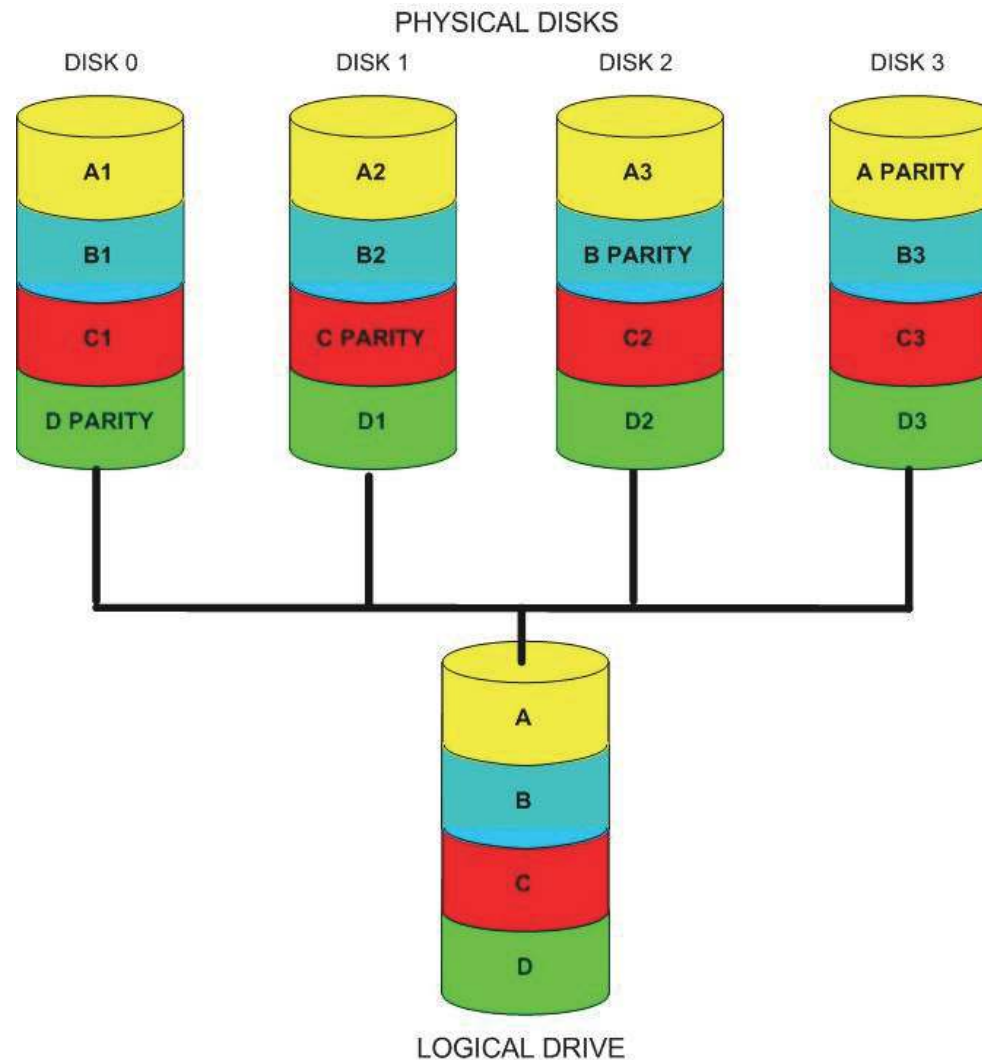 PHYSICAL DISKS
DISK 0 DISK 1 DISK 2 DISK 3
A1 A2 A3 A PARITY
B1 B2 B PARITY B3
C1 C PARITY C2 C3
D PARITY D1 D2 D3
A
B
C
D
LOGICAL DRIVE